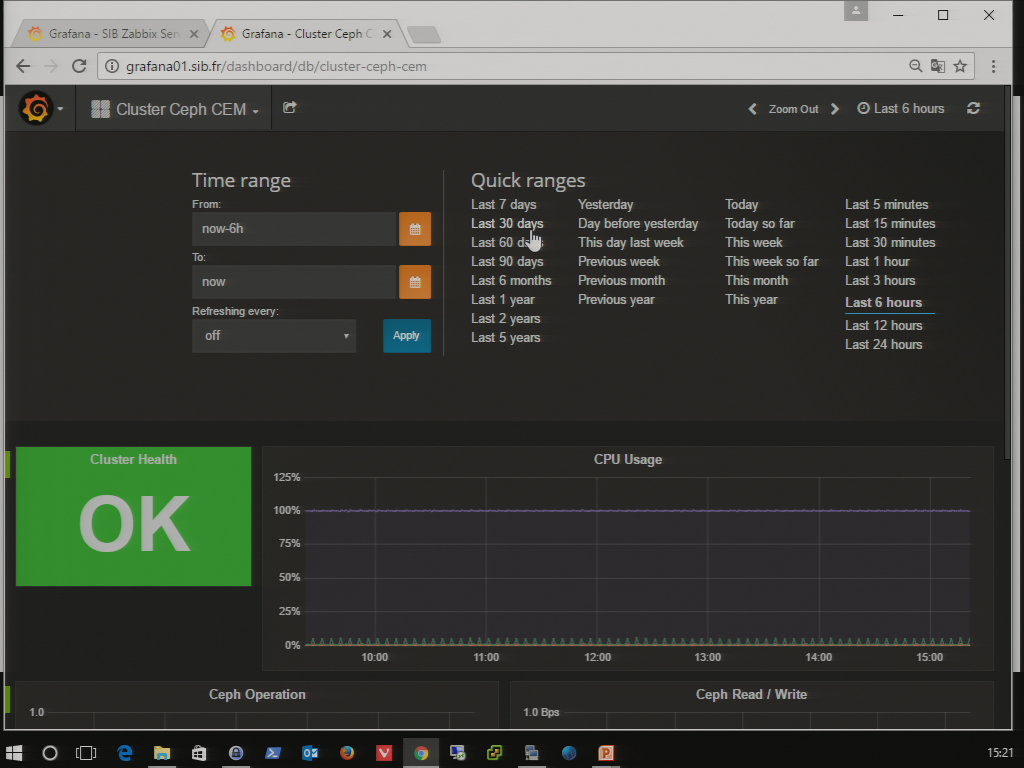 Grafana - SIB Zabbix Ser
Grafana - Cluster Ceph C
grafana01.sib.fr/dashboard/db/cluster-ceph-cem
Cluster Ceph CEM
Zoom Out
Last 6 hours
Time range
From:
now-6h
To:
now
Refreshing every:
off
Apply
Quick ranges
Last 7 days
Last 30 days
Last 60 days
Last 90 days
Last 6 months
Last 1 year
Last 2 years
Last 5 years
Yesterday
Day before yesterday
This day last week
Previous week
Previous month
Previous year
Today
Today so far
This week
This week so far
This month
This year
Last 5 minutes
Last 15 minutes
Last 30 minutes
Last 1 hour
Last 3 hours
Last 6 hours
Last 12 hours
Last 24 hours
Cluster Health
OK
CPU Usage
125%
100%
75%
50%
25%
0%
10:00
11:00
12:00
13:00
14:00
15:00
Ceph Operation
1.0
Ceph Read / Write
1.0 Bps
15:21